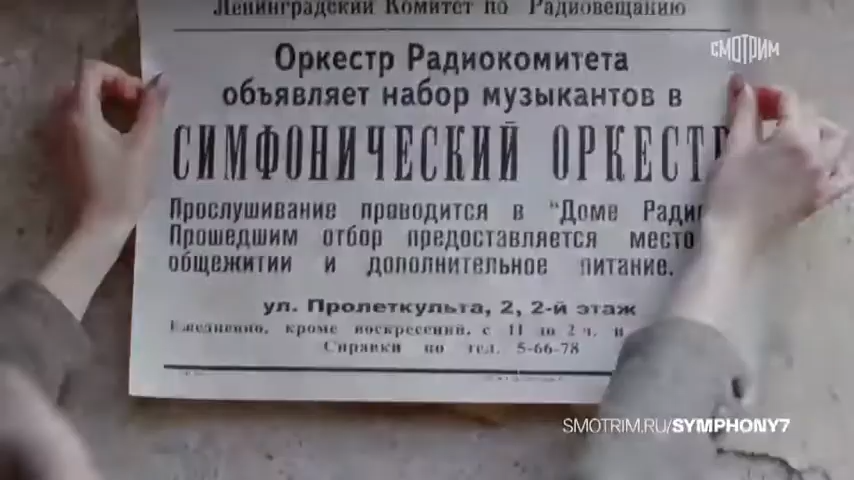 Ленинградский Комитет по Радиовещанию
СМОТРИМ
Оркестр Радиокомитета
объявляет набор музыкантов в
СИМФОНИЧЕСКИЙ ОРКЕСТР
Прослушивание проводится в "Доме Радио
Прошедшим отбор предоставляется место
общежитии и дополнительное питание.
ул. Пролеткульта, 2, 2-й этаж
Ежедневно, кроме воскресений, с 11 до 2 ч. и
Справки по тел. 5-66-78
SMOTRIM.RU/SYMPHONY7